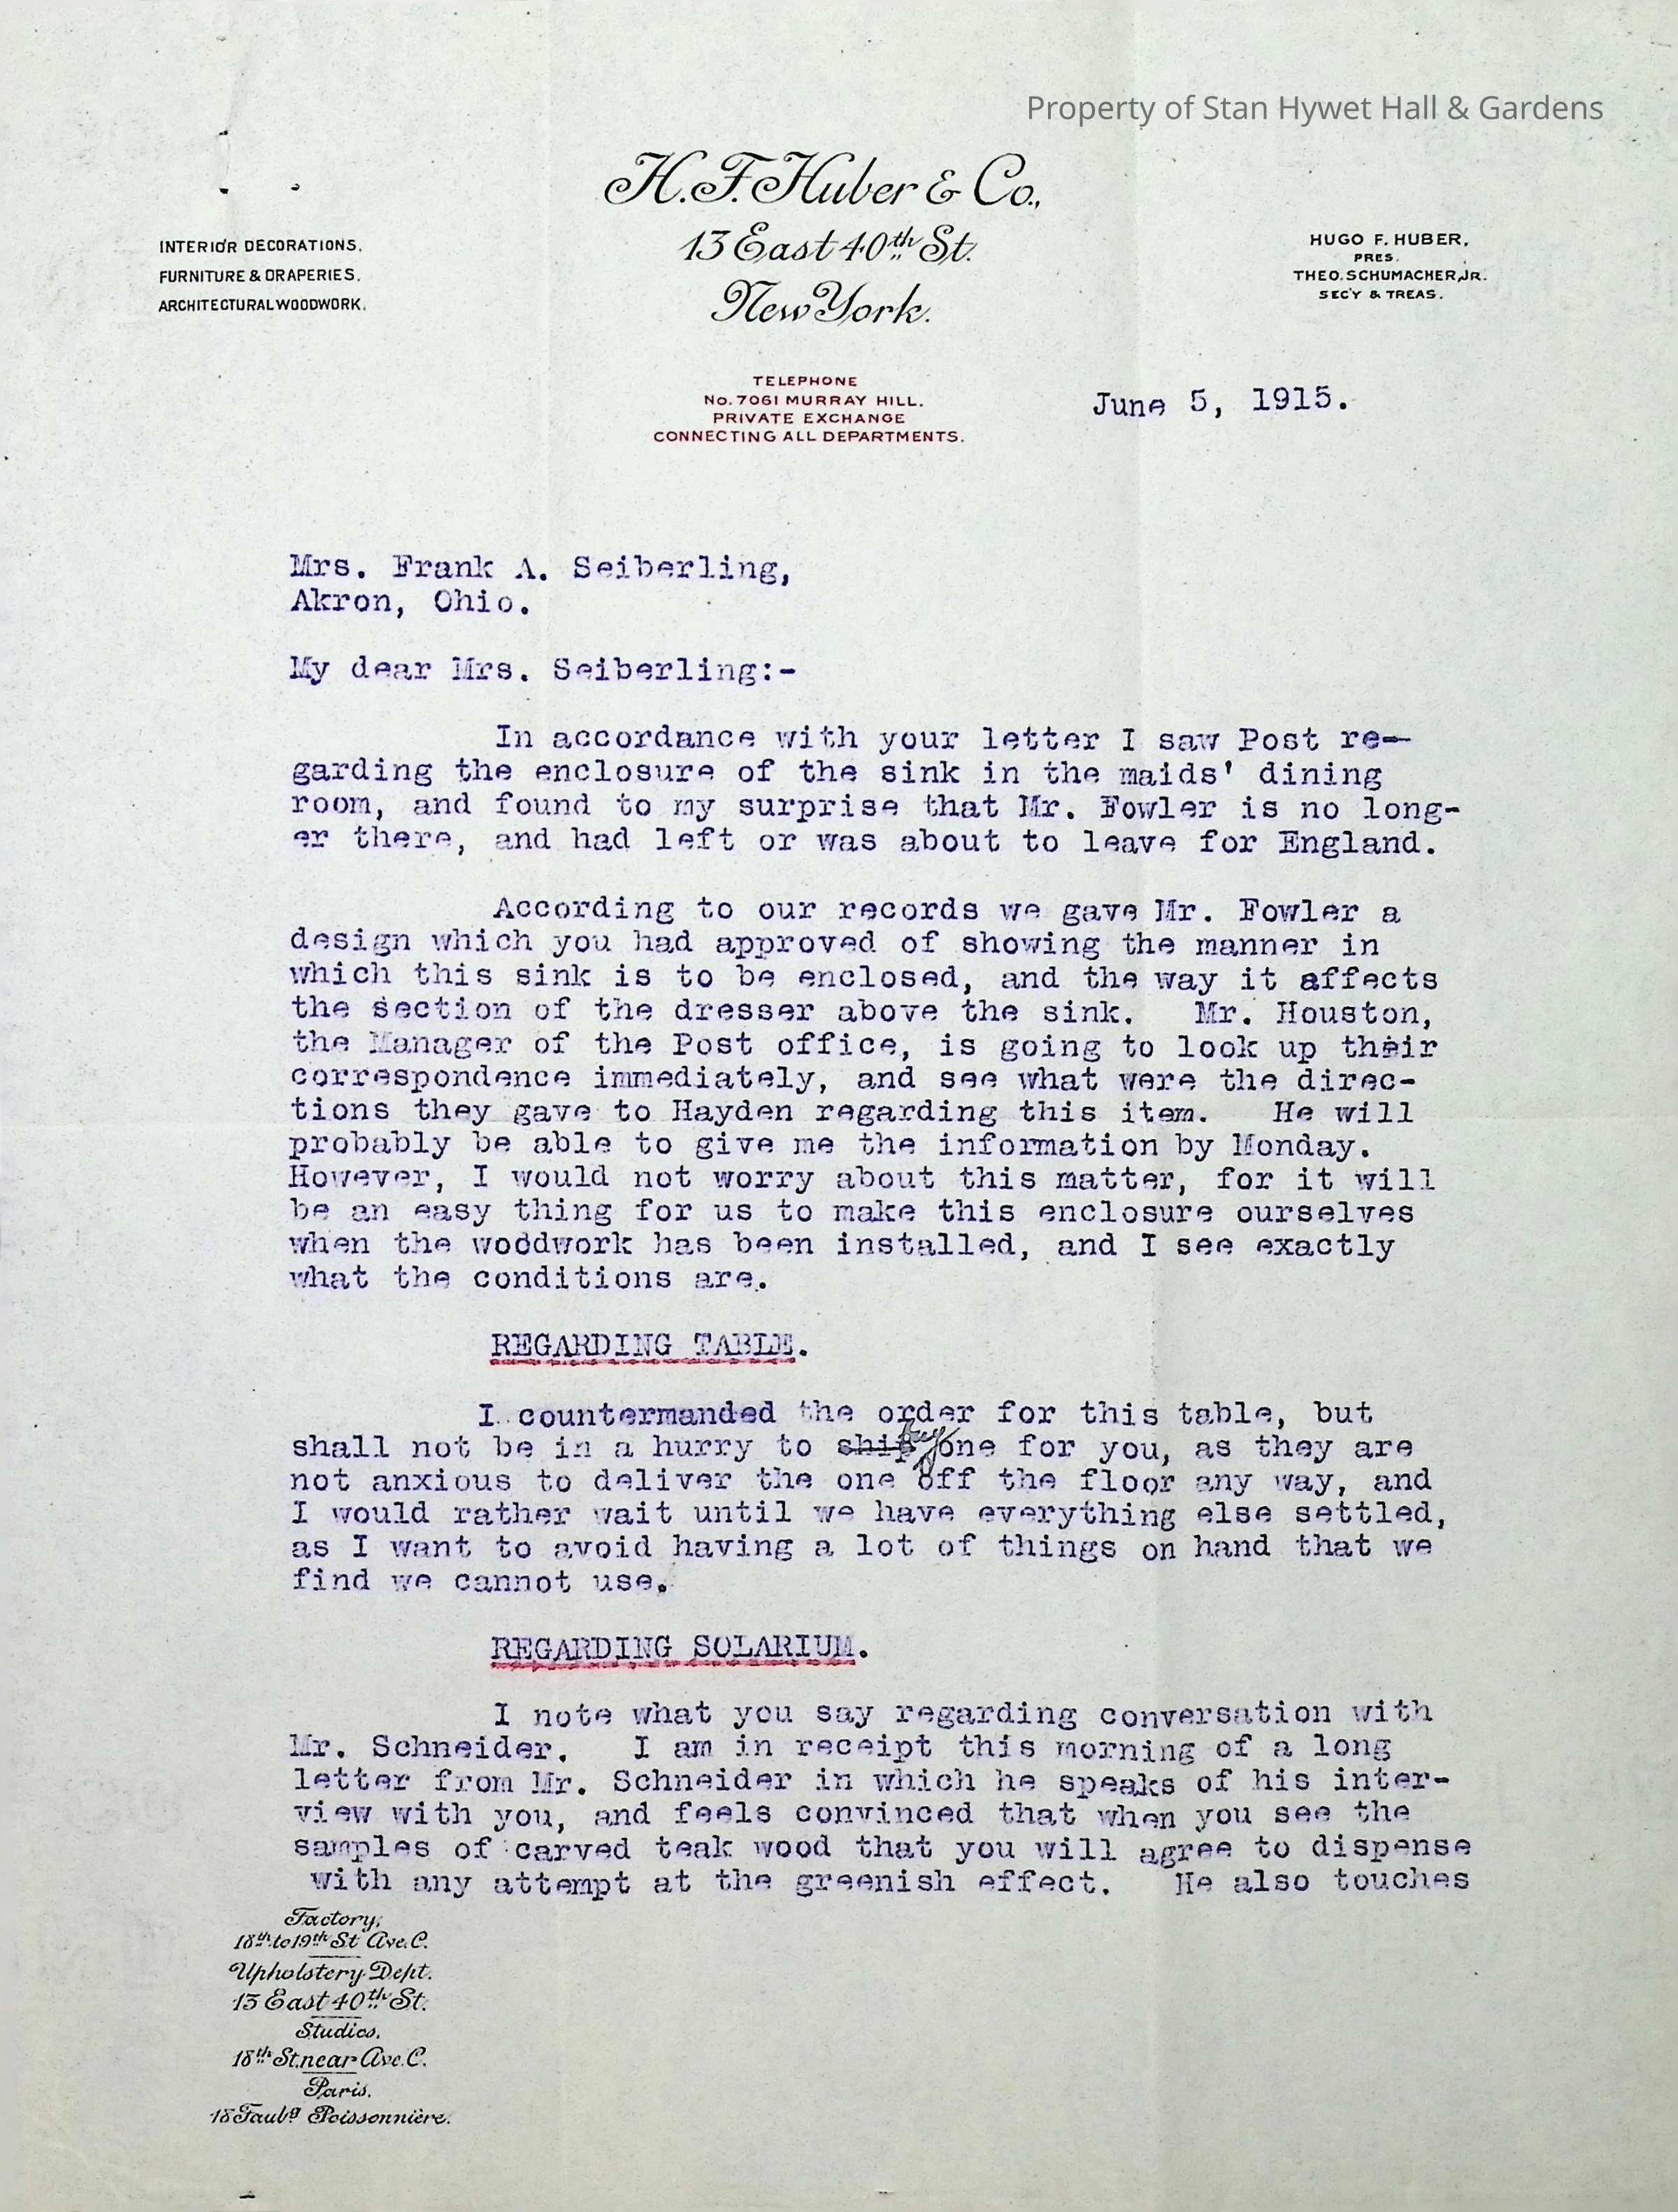 Property of Stan Hywet Hall & Gardens
H. F. Huber & Co.,
13 East 40th St.
New York.
INTERIOR DECORATIONS.
FURNITURE & DRAPERIES.
ARCHITECTURAL WOODWORK.
HUGO F. HUBER,
PRES.
THEO. SCHUMACHER, JR.
SEC'Y & TREAS.
TELEPHONE
No. 7061 MURRAY HILL.
PRIVATE EXCHANGE
CONNECTING ALL DEPARTMENTS.
June 5, 1915.
Mrs. Frank A. Seiberling,
Akron, Ohio.
My dear Mrs. Seiberling:-
In accordance with your letter I saw Post re-
garding the enclosure of the sink in the maids' dining
room, and found to my surprise that Mr. Fowler is no long-
er there, and had left or was about to leave for England.
According to our records we gave Mr. Fowler a
design which you had approved of showing the manner in
which this sink is to be enclosed, and the way it affects
the section of the dresser above the sink. Mr. Houston,
the Manager of the Post office, is going to look up their
correspondence immediately, and see what were the direc-
tions they gave to Hayden regarding this item. He will
probably be able to give me the information by Monday.
However, I would not worry about this matter, for it will
be an easy thing for us to make this enclosure ourselves
when the woodwork has been installed, and I see exactly
what the conditions are.
REGARDING TABLE.
I countermanded the order for this table, but
shall not be in a hurry to ship buy one for you, as they are
not anxious to deliver the one off the floor any way, and
I would rather wait until we have everything else settled,
as I want to avoid having a lot of things on hand that we
find we cannot use.
REGARDING SOLARIUM.
I note what you say regarding conversation with
Mr. Schneider. I am in receipt this morning of a long
letter from Mr. Schneider in which he speaks of his inter-
view with you, and feels convinced that when you see the
samples of carved teak wood that you will agree to dispense
with any attempt at the greenish effect. He also touches
Factory,
18th to 19th St Ave. C.
Upholstery Dept.
13 East 40th St.
Studios,
18th St. near Ave. C.
Paris.
18 Faubg Poissonnière.